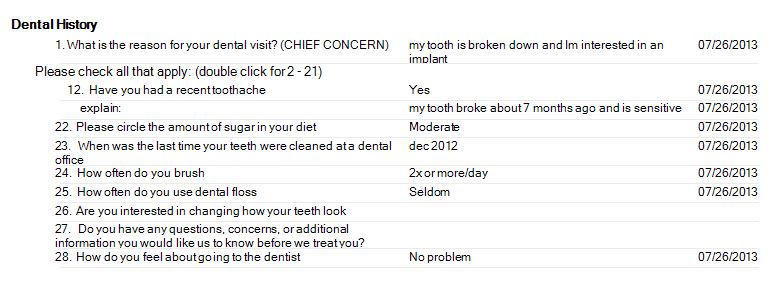 Dental History
1. What is the reason for your dental visit? (CHIEF CONCERN) my tooth is broken down and Im interested in an 07/26/2013
implant
Please check all that apply: (double click for 2 - 21)
12. Have you had a recent toothache Yes 07/26/2013
explain: my tooth broke about 7 months ago and is sensitive 07/26/2013
22. Please circle the amount of sugar in your diet Moderate 07/26/2013
23. When was the last time your teeth were cleaned at a dental dec 2012 07/26/2013
office
24. How often do you brush 2x or more/day 07/26/2013
25. How often do you use dental floss Seldom 07/26/2013
26. Are you interested in changing how your teeth look
27. Do you have any questions, concerns, or additional
information you would like us to know before we treat you?
28. How do you feel about going to the dentist No problem 07/26/2013